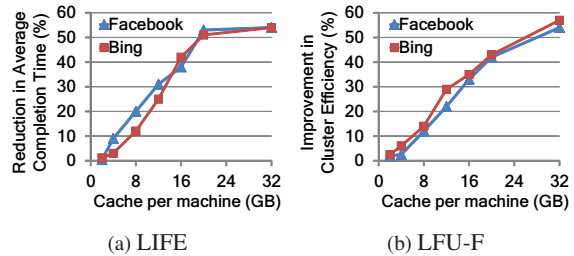 Reduction in Average
Completion Time (%)
60
50
40
30
20
10
0
Facebook
Bing
0 8 16 24 32
Cache per machine (GB)
(a) LIFE
Improvement in
Cluster Efficiency (%)
60
50
40
30
20
10
0
Facebook
Bing
0 8 16 24 32
Cache per machine (GB)
(b) LFU-F